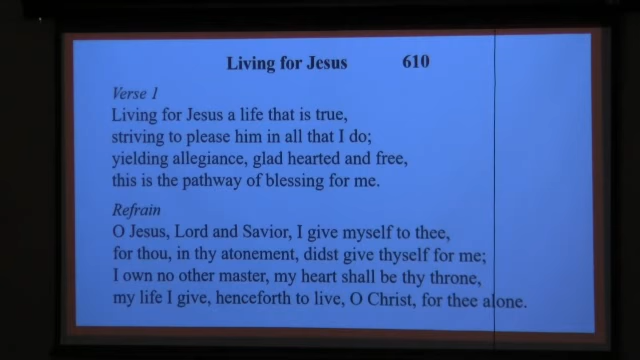 Living for Jesus 610
Verse 1
Living for Jesus a life that is true,
striving to please him in all that I do;
yielding allegiance, glad hearted and free,
this is the pathway of blessing for me.
Refrain
O Jesus, Lord and Savior, I give myself to thee,
for thou, in thy atonement, didst give thyself for me;
I own no other master, my heart shall be thy throne,
my life I give, henceforth to live, O Christ, for thee alone.